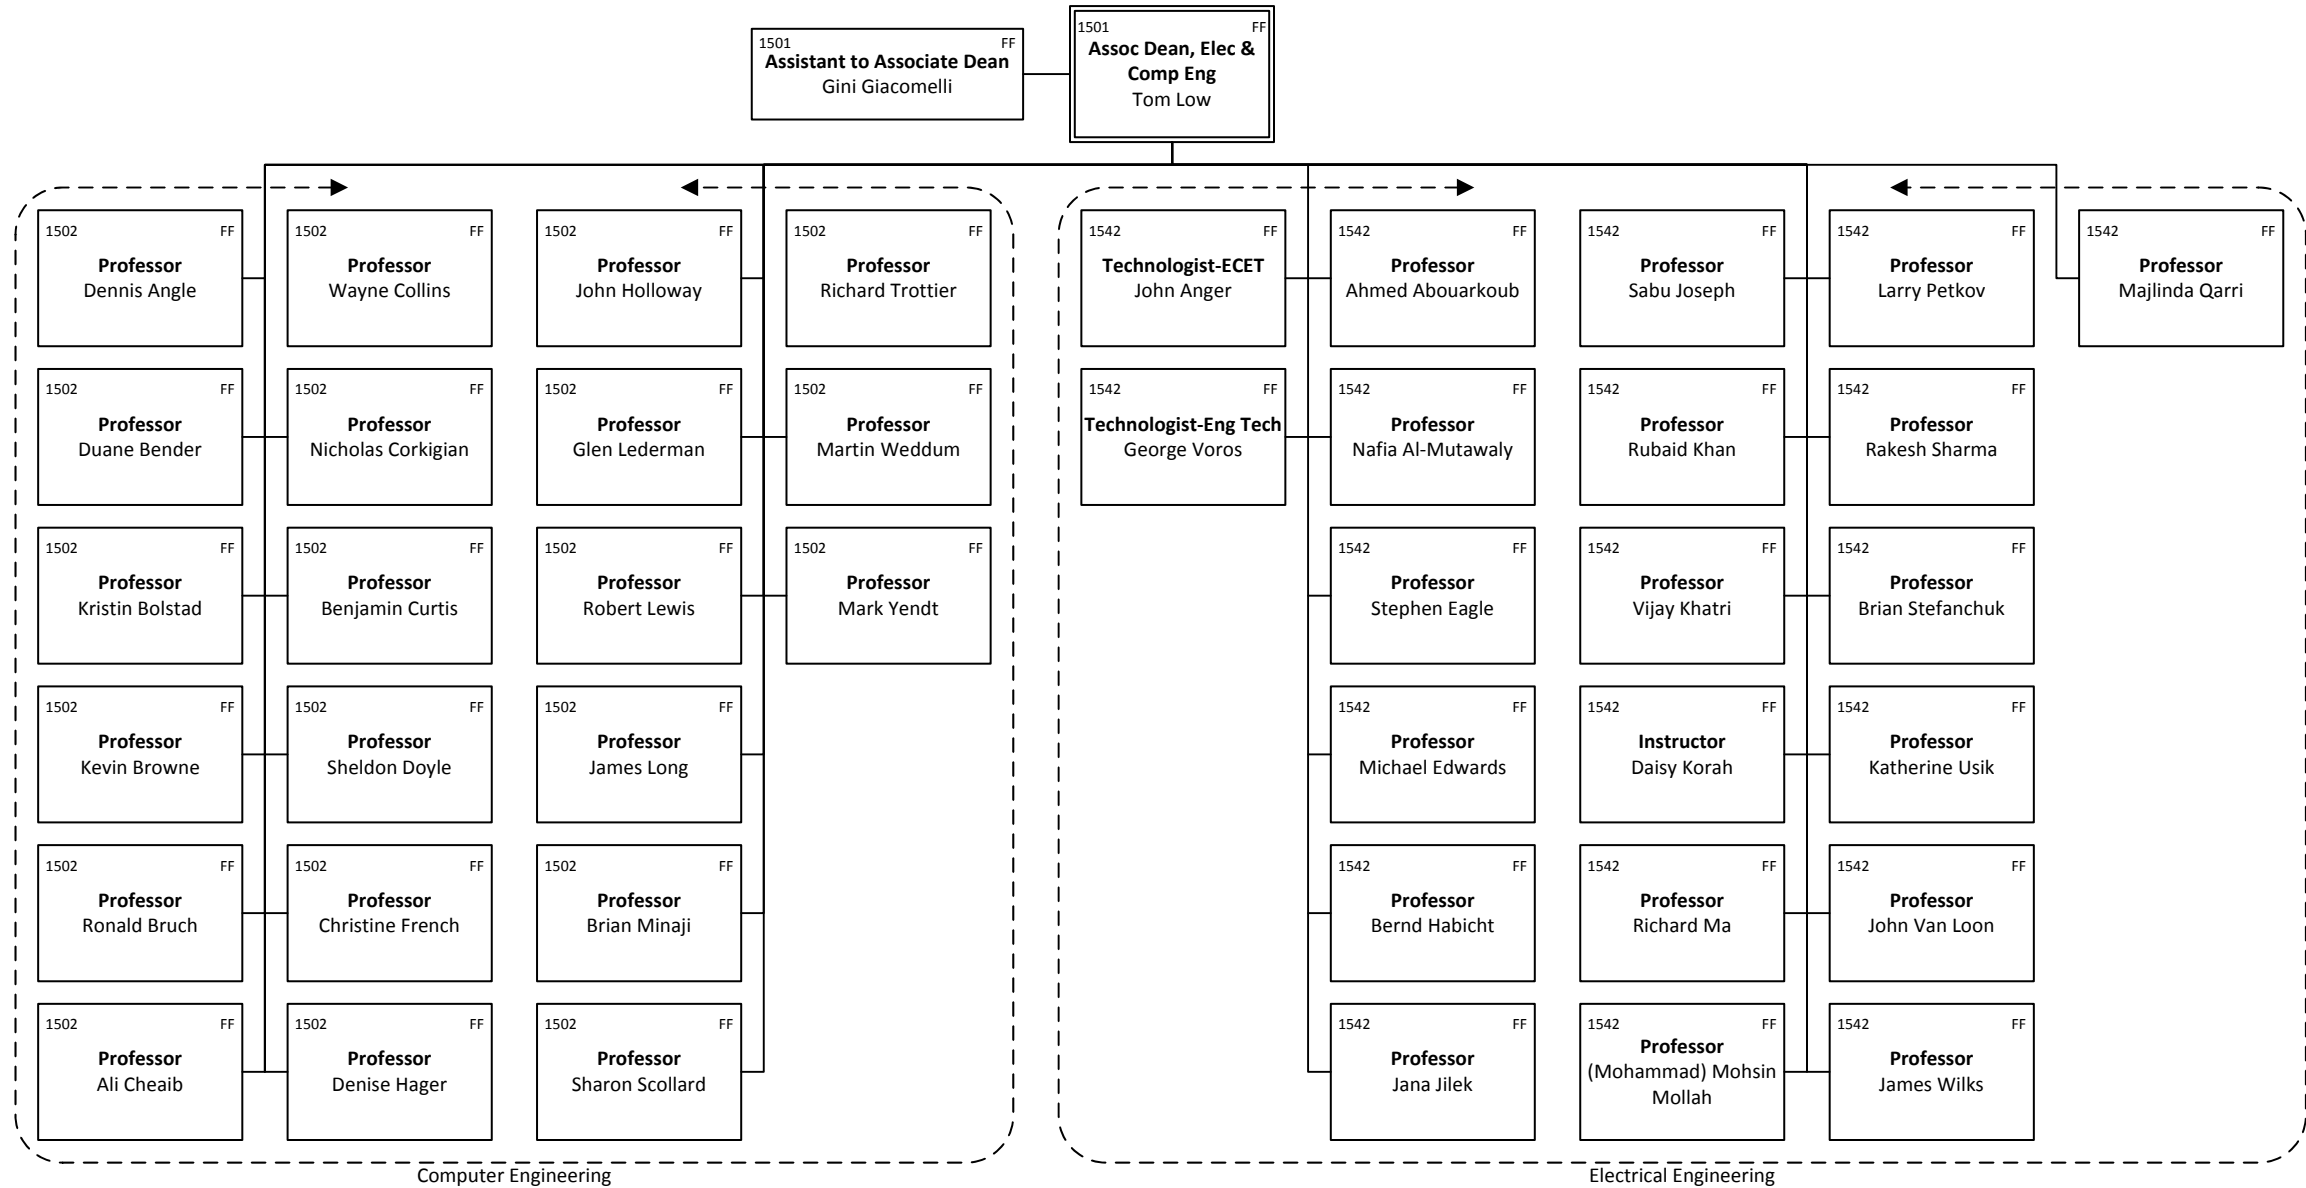 1501 FF
Assistant to Associate Dean
Gini Giacomelli
1501 FF
Assoc Dean, Elec &
Comp Eng
Tom Low
1502 FF
Professor
Dennis Angle
1502 FF
Professor
Wayne Collins
1502 FF
Professor
John Holloway
1502 FF
Professor
Richard Trottier
1542 FF
Technologist-ECET
John Anger
1542 FF
Professor
Ahmed Abouarkoub
1542 FF
Professor
Sabu Joseph
1542 FF
Professor
Larry Petkov
1542 FF
Professor
Majlinda Qarri
1502 FF
Professor
Duane Bender
1502 FF
Professor
Nicholas Corkigian
1502 FF
Professor
Glen Lederman
1502 FF
Professor
Martin Weddum
1542 FF
Technologist-Eng Tech
George Voros
1542 FF
Professor
Nafia Al-Mutawaly
1542 FF
Professor
Rubaid Khan
1542 FF
Professor
Rakesh Sharma
1502 FF
Professor
Kristin Bolstad
1502 FF
Professor
Benjamin Curtis
1502 FF
Professor
Robert Lewis
1502 FF
Professor
Mark Yendt
1542 FF
Professor
Stephen Eagle
1542 FF
Professor
Vijay Khatri
1542 FF
Professor
Brian Stefanchuk
1502 FF
Professor
Kevin Browne
1502 FF
Professor
Sheldon Doyle
1502 FF
Professor
James Long
1542 FF
Professor
Michael Edwards
1542 FF
Instructor
Daisy Korah
1542 FF
Professor
Katherine Usik
1502 FF
Professor
Ronald Bruch
1502 FF
Professor
Christine French
1502 FF
Professor
Brian Minaji
1542 FF
Professor
Bernd Habicht
1542 FF
Professor
Richard Ma
1542 FF
Professor
John Van Loon
1502 FF
Professor
Ali Cheaib
1502 FF
Professor
Denise Hager
1502 FF
Professor
Sharon Scollard
1542 FF
Professor
Jana Jilek
1542 FF
Professor
(Mohammad) Mohsin
Mollah
1542 FF
Professor
James Wilks
Computer Engineering
Electrical Engineering